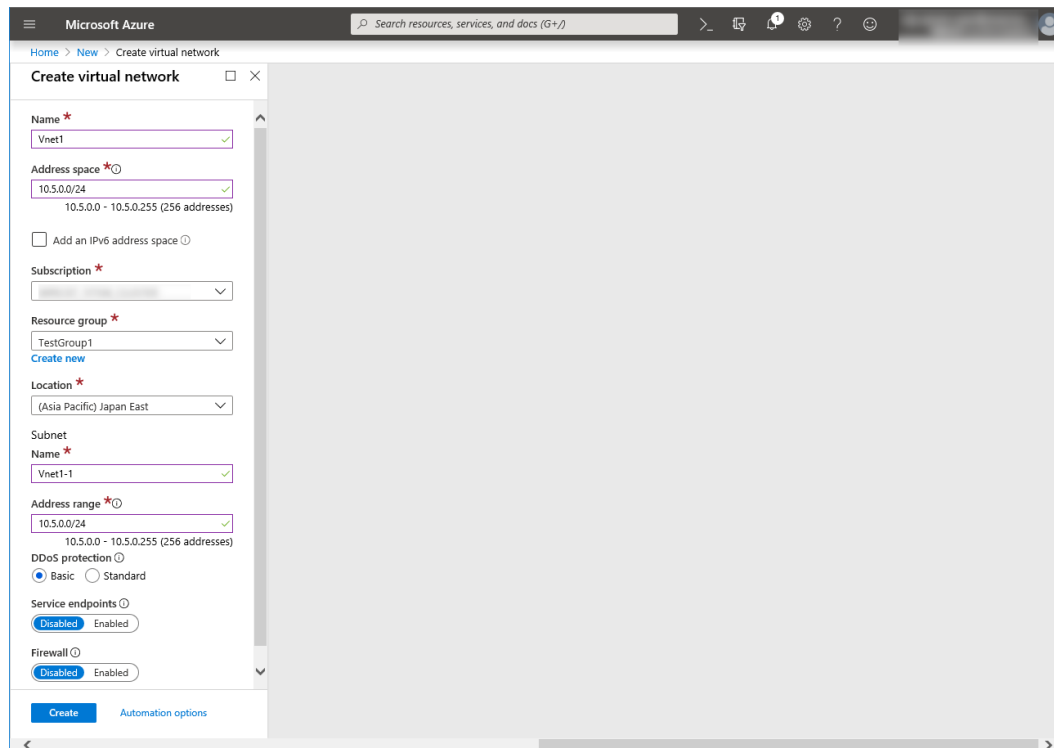 Microsoft Azure
Search resources, services, and docs (G+/)
1
Home > New > Create virtual network
Create virtual network
Name *
Vnet1
Address space *
10.5.0.0/24
10.5.0.0 - 10.5.0.255 (256 addresses)
Add an IPv6 address space
Subscription *
Resource group *
TestGroup1
Create new
Location *
(Asia Pacific) Japan East
Subnet
Name *
Vnet1-1
Address range *
10.5.0.0/24
10.5.0.0 - 10.5.0.255 (256 addresses)
DDoS protection
Basic Standard
Service endpoints
Disabled Enabled
Firewall
Disabled Enabled
Create Automation options